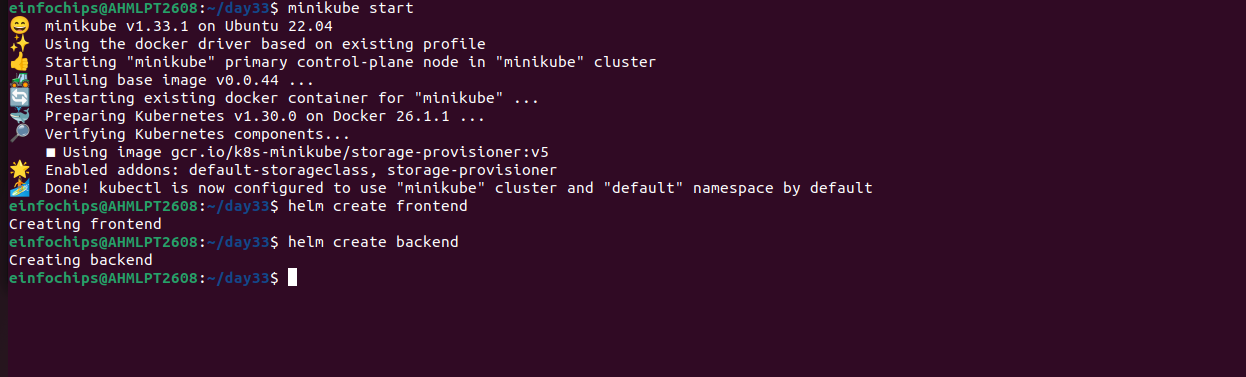 einfochips@AHMLPT2608:~/day33$ minikube start
😄  minikube v1.33.1 on Ubuntu 22.04
✨  Using the docker driver based on existing profile
👍  Starting "minikube" primary control-plane node in "minikube" cluster
🚜  Pulling base image v0.0.44 ...
🔄  Restarting existing docker container for "minikube" ...
🐳  Preparing Kubernetes v1.30.0 on Docker 26.1.1 ...
🔎  Verifying Kubernetes components...
    ▪ Using image gcr.io/k8s-minikube/storage-provisioner:v5
🌟  Enabled addons: default-storageclass, storage-provisioner
🏄  Done! kubectl is now configured to use "minikube" cluster and "default" namespace by default
einfochips@AHMLPT2608:~/day33$ helm create frontend
Creating frontend
einfochips@AHMLPT2608:~/day33$ helm create backend
Creating backend
einfochips@AHMLPT2608:~/day33$